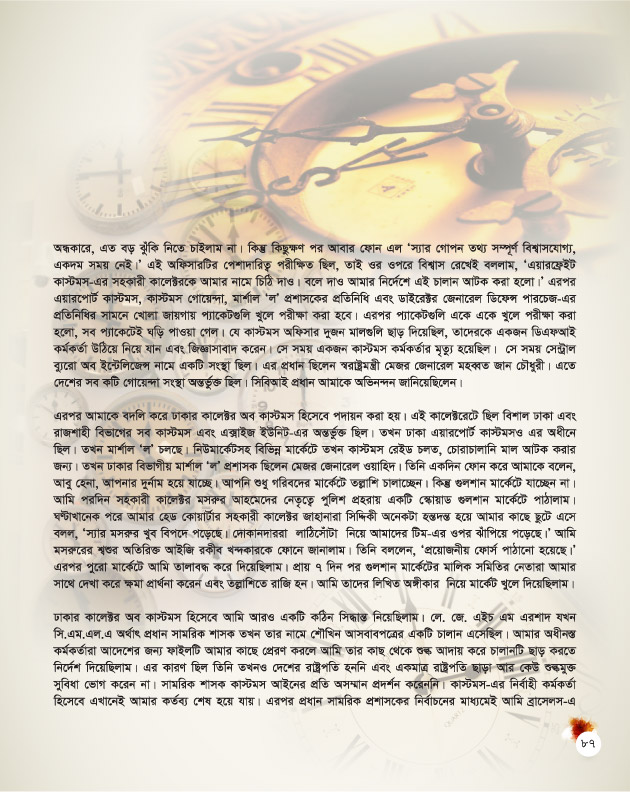 অন্ধকারে, এত বড় ঝুঁকি নিতে চাইলাম না। কিন্তু কিছুক্ষণ পর আবার ফোন এল ‘স্যার গোপন তথ্য সম্পূর্ণ বিশ্বাসযোগ্য,
একদম সময় নেই।’ এই অফিসারটির পেশাদারিত্ব পরীক্ষিত ছিল, তাই ওর ওপরে বিশ্বাস রেখেই বললাম, ‘এয়ারফ্রেইট
কাস্টমস-এর সহকারী কালেক্টরকে আমার নামে চিঠি দাও। বলে দাও আমার নির্দেশে এই চালান আটক করা হলো।’ এরপর
এয়ারপোর্ট কাস্টমস, কাস্টমস গোয়েন্দা, মার্শাল ‘ল’ প্রশাসকের প্রতিনিধি এবং ডাইরেক্টর জেনারেল ডিফেন্স পারচেজ-এর
প্রতিনিধির সামনে খোলা জায়গায় প্যাকেটগুলি খুলে পরীক্ষা করা হবে। এরপর প্যাকেটগুলি একে একে খুলে পরীক্ষা করা
হলো, সব প্যাকেটেই ঘড়ি পাওয়া গেল। যে কাস্টমস অফিসার দুজন মালগুলি ছাড় দিয়েছিল, তাদেরকে একজন ডিএফআই
কর্মকর্তা উঠিয়ে নিয়ে যান এবং জিজ্ঞাসাবাদ করেন। সে সময় একজন কাস্টমস কর্মকর্তার মৃত্যু হয়েছিল। সে সময় সেন্ট্রাল
ব্যুরো অব ইন্টেলিজেন্স নামে একটি সংস্থা ছিল। এর প্রধান ছিলেন স্বরাষ্ট্রমন্ত্রী মেজর জেনারেল মহব্বত জান চৌধুরী। এতে
দেশের সব কটি গোয়েন্দা সংস্থা অন্তর্ভুক্ত ছিল। সিবিআই প্রধান আমাকে অভিনন্দন জানিয়েছিলেন।
এরপর আমাকে বদলি করে ঢাকার কালেক্টর অব কাস্টমস হিসেবে পদায়ন করা হয়। এই কালেক্টরেটে ছিল বিশাল ঢাকা এবং
রাজশাহী বিভাগের সব কাস্টমস এবং এক্সাইজ ইউনিট-এর অন্তর্ভুক্ত ছিল। তখন ঢাকা এয়ারপোর্ট কাস্টমসও এর অধীনে
ছিল। তখন মার্শাল ‘ল’ চলছে। নিউমার্কেটসহ বিভিন্ন মার্কেটে তখন কাস্টমস রেইড চলত, চোরাচালানি মাল আটক করার
জন্য। তখন ঢাকার বিভাগীয় মার্শাল ‘ল’ প্রশাসক ছিলেন মেজর জেনারেল ওয়াহিদ। তিনি একদিন ফোন করে আমাকে বলেন,
আবু হেনা, আপনার দুর্নাম হয়ে যাচ্ছে। আপনি শুধু গরিবদের মার্কেটে তল্লাশি চালাচ্ছেন। কিন্তু গুলশান মার্কেটে যাচ্ছেন না।
আমি পরদিন সহকারী কালেক্টর মসরুর আহমেদের নেতৃত্বে পুলিশ প্রহরায় একটি স্কোয়াড গুলশান মার্কেটে পাঠালাম।
ঘণ্টাখানেক পরে আমার হেড কোয়ার্টার সহকারী কালেক্টর জাহানারা সিদ্দিকী অনেকটা হন্তদন্ত হয়ে আমার কাছে ছুটে এসে
বলল, ‘স্যার মসরুর খুব বিপদে পড়েছে। দোকানদাররা লাঠিসোঁটা নিয়ে আমাদের টিম-এর ওপর ঝাঁপিয়ে পড়েছে।’ আমি
মসরুরের শ্বশুর অতিরিক্ত আইজি রকীব খন্দকারকে ফোনে জানালাম। তিনি বললেন, ‘প্রয়োজনীয় ফোর্স পাঠানো হয়েছে।’
এরপর পুরো মার্কেটে আমি তালাবদ্ধ করে দিয়েছিলাম। প্রায় ৭ দিন পর গুলশান মার্কেটের মালিক সমিতির নেতারা আমার
সাথে দেখা করে ক্ষমা প্রার্থনা করেন এবং তল্লাশিতে রাজি হন। আমি তাদের লিখিত অঙ্গীকার নিয়ে মার্কেট খুলে দিয়েছিলাম।
ঢাকার কালেক্টর অব কাস্টমস হিসেবে আমি আরও একটি কঠিন সিদ্ধান্ত নিয়েছিলাম। লে. জে. এইচ এম এরশাদ যখন
সি.এম.এল.এ অর্থাৎ প্রধান সামরিক শাসক তখন তার নামে শৌখিন আসবাবপত্রের একটি চালান এসেছিল। আমার অধীনস্ত
কর্মকর্তারা আদেশের জন্য ফাইলটি আমার কাছে প্রেরণ করলে আমি তার কাছ থেকে শুল্ক আদায় করে চালানটি ছাড় করতে
নির্দেশ দিয়েছিলাম। এর কারণ ছিল তিনি তখনও দেশের রাষ্ট্রপতি হননি এবং একমাত্র রাষ্ট্রপতি ছাড়া আর কেউ শুল্কমুক্ত
সুবিধা ভোগ করেন না। সামরিক শাসক কাস্টমস আইনের প্রতি অসম্মান প্রদর্শন করেননি। কাস্টমস-এর নির্বাহী কর্মকর্তা
হিসেবে এখানেই আমার কর্তব্য শেষ হয়ে যায়। এরপর প্রধান সামরিক প্রশাসকের নির্বাচনের মাধ্যমেই আমি ব্রাসেলস-এ
৮৭